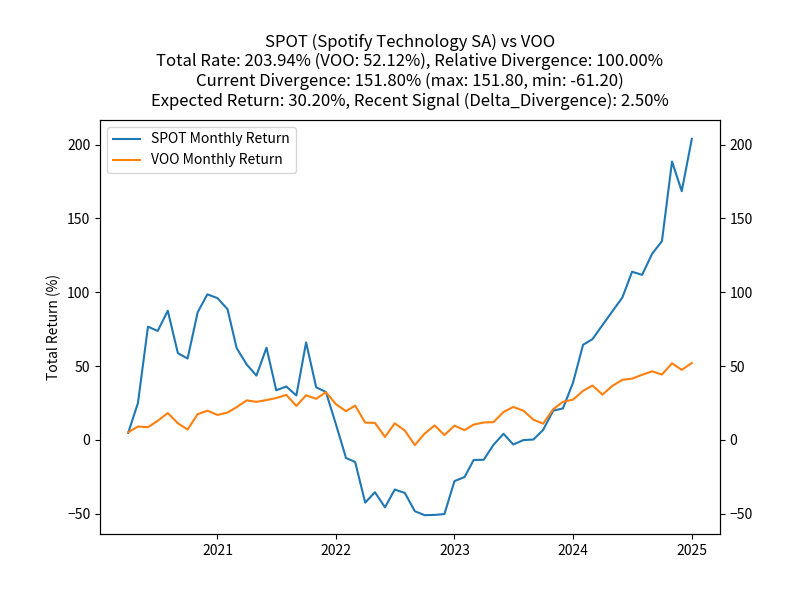 SPOT (Spotify Technology SA) vs VOO
Total Rate: 203.94% (VOO: 52.12%), Relative Divergence: 100.00%
Current Divergence: 151.80% (max: 151.80, min: -61.20)
Expected Return: 30.20%, Recent Signal (Delta_Divergence): 2.50%
SPOT Monthly Return
VOO Monthly Return
Total Return (%)
200
150
100
50
0
−50
200
150
100
50
0
−50
2021
2022
2023
2024
2025